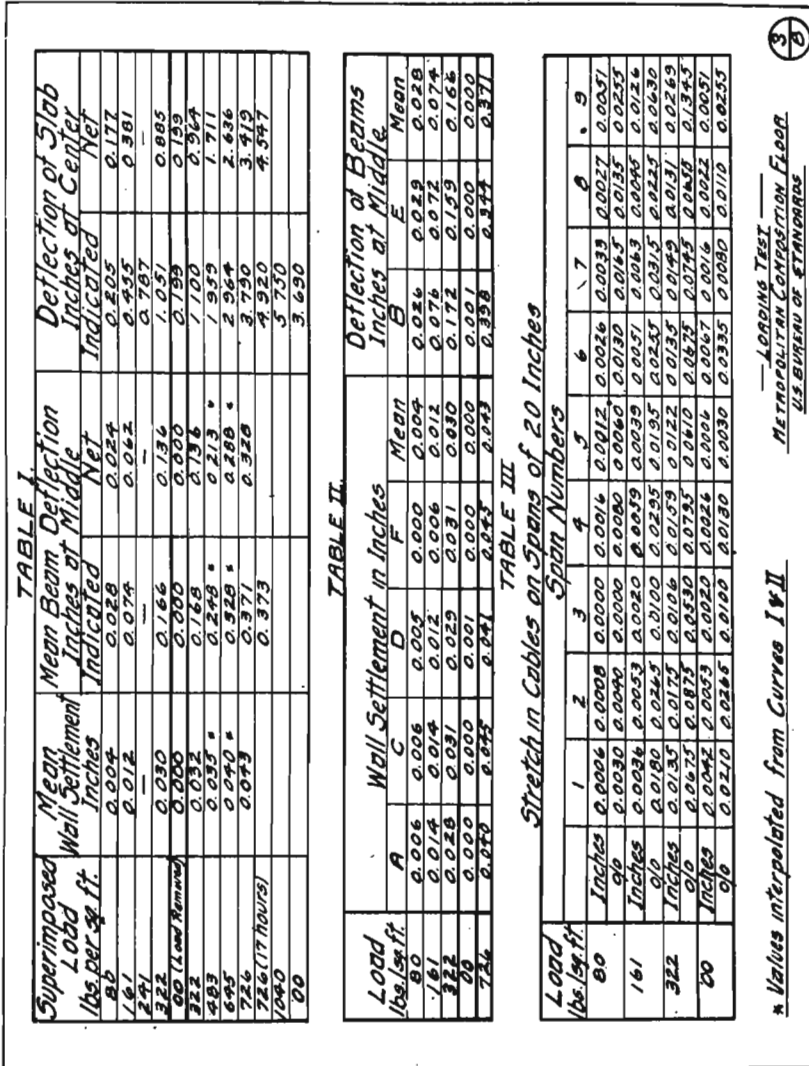 TABLE I.
Superimposed Load lbs. per sq. ft. | Mean Wall Settlement Inches | Mean Beam Deflection Inches at Middle | Deflection of Slab Inches at Center
Indicated | Net | Indicated | Net
80 | 0.004 | 0.028 | 0.024 | 0.205 | 0.177
161 | 0.012 | 0.074 | 0.062 | 0.455 | 0.381
241 | — | — | — | 0.787 | —
322 | 0.030 | 0.166 | 0.136 | 1.051 | 0.885
00 (Load Removed) | 0.000 | 0.000 | 0.000 | 0.199 | 0.199
322 | 0.032 | 0.168 | 0.136 | 1.100 | 0.964
483 | 0.035 * | 0.248 * | 0.213 * | 1.959 | 1.711
645 | 0.040 * | 0.328 * | 0.288 * | 2.964 | 2.636
726 | 0.043 | 0.371 | 0.328 | 3.790 | 3.419
726 (17 hours) | 0.373 | 4.920 | 4.547
1040 | 5.750
00 | 3.690
TABLE II.
Load lbs./sq.ft. | Wall Settlement in Inches | Deflection of Beams Inches at Middle
A | C | D | F | Mean | B | E | Mean
80 | 0.006 | 0.006 | 0.005 | 0.000 | 0.004 | 0.026 | 0.029 | 0.028
161 | 0.014 | 0.014 | 0.012 | 0.006 | 0.012 | 0.076 | 0.072 | 0.074
322 | 0.028 | 0.031 | 0.029 | 0.031 | 0.030 | 0.172 | 0.159 | 0.166
00 | 0.000 | 0.000 | 0.001 | 0.000 | 0.000 | 0.001 | 0.000 | 0.000
726 | 0.040 | 0.045 | 0.041 | 0.045 | 0.043 | 0.398 | 0.344 | 0.371
TABLE III
Stretch in Cables on Spans of 20 Inches
Load lbs./sq.ft. | Span Numbers
1 | 2 | 3 | 4 | 5 | 6 | 7 | 8 | 9
80 | Inches | 0.0006 | 0.0008 | 0.0000 | 0.0016 | 0.0012 | 0.0026 | 0.0033 | 0.0027 | 0.0051
o/o | 0.0030 | 0.0040 | 0.0000 | 0.0080 | 0.0060 | 0.0130 | 0.0165 | 0.0135 | 0.0255
161 | Inches | 0.0036 | 0.0053 | 0.0020 | 0.0059 | 0.0039 | 0.0051 | 0.0063 | 0.0045 | 0.0126
o/o | 0.0180 | 0.0265 | 0.0100 | 0.0295 | 0.0195 | 0.0255 | 0.0315 | 0.0225 | 0.0630
322 | Inches | 0.0135 | 0.0175 | 0.0106 | 0.0159 | 0.0122 | 0.0135 | 0.0149 | 0.0131 | 0.0269
o/o | 0.0675 | 0.0875 | 0.0530 | 0.0795 | 0.0610 | 0.0675 | 0.0745 | 0.0655 | 0.1345
00 | Inches | 0.0042 | 0.0053 | 0.0020 | 0.0026 | 0.0006 | 0.0067 | 0.0016 | 0.0022 | 0.0051
o/o | 0.0210 | 0.0265 | 0.0100 | 0.0130 | 0.0030 | 0.0335 | 0.0080 | 0.0110 | 0.0255
* Values interpolated from Curves I & II
LOADING TEST
METROPOLITAN COMPOSITION FLOOR
U.S. BUREAU OF STANDARDS
3
8